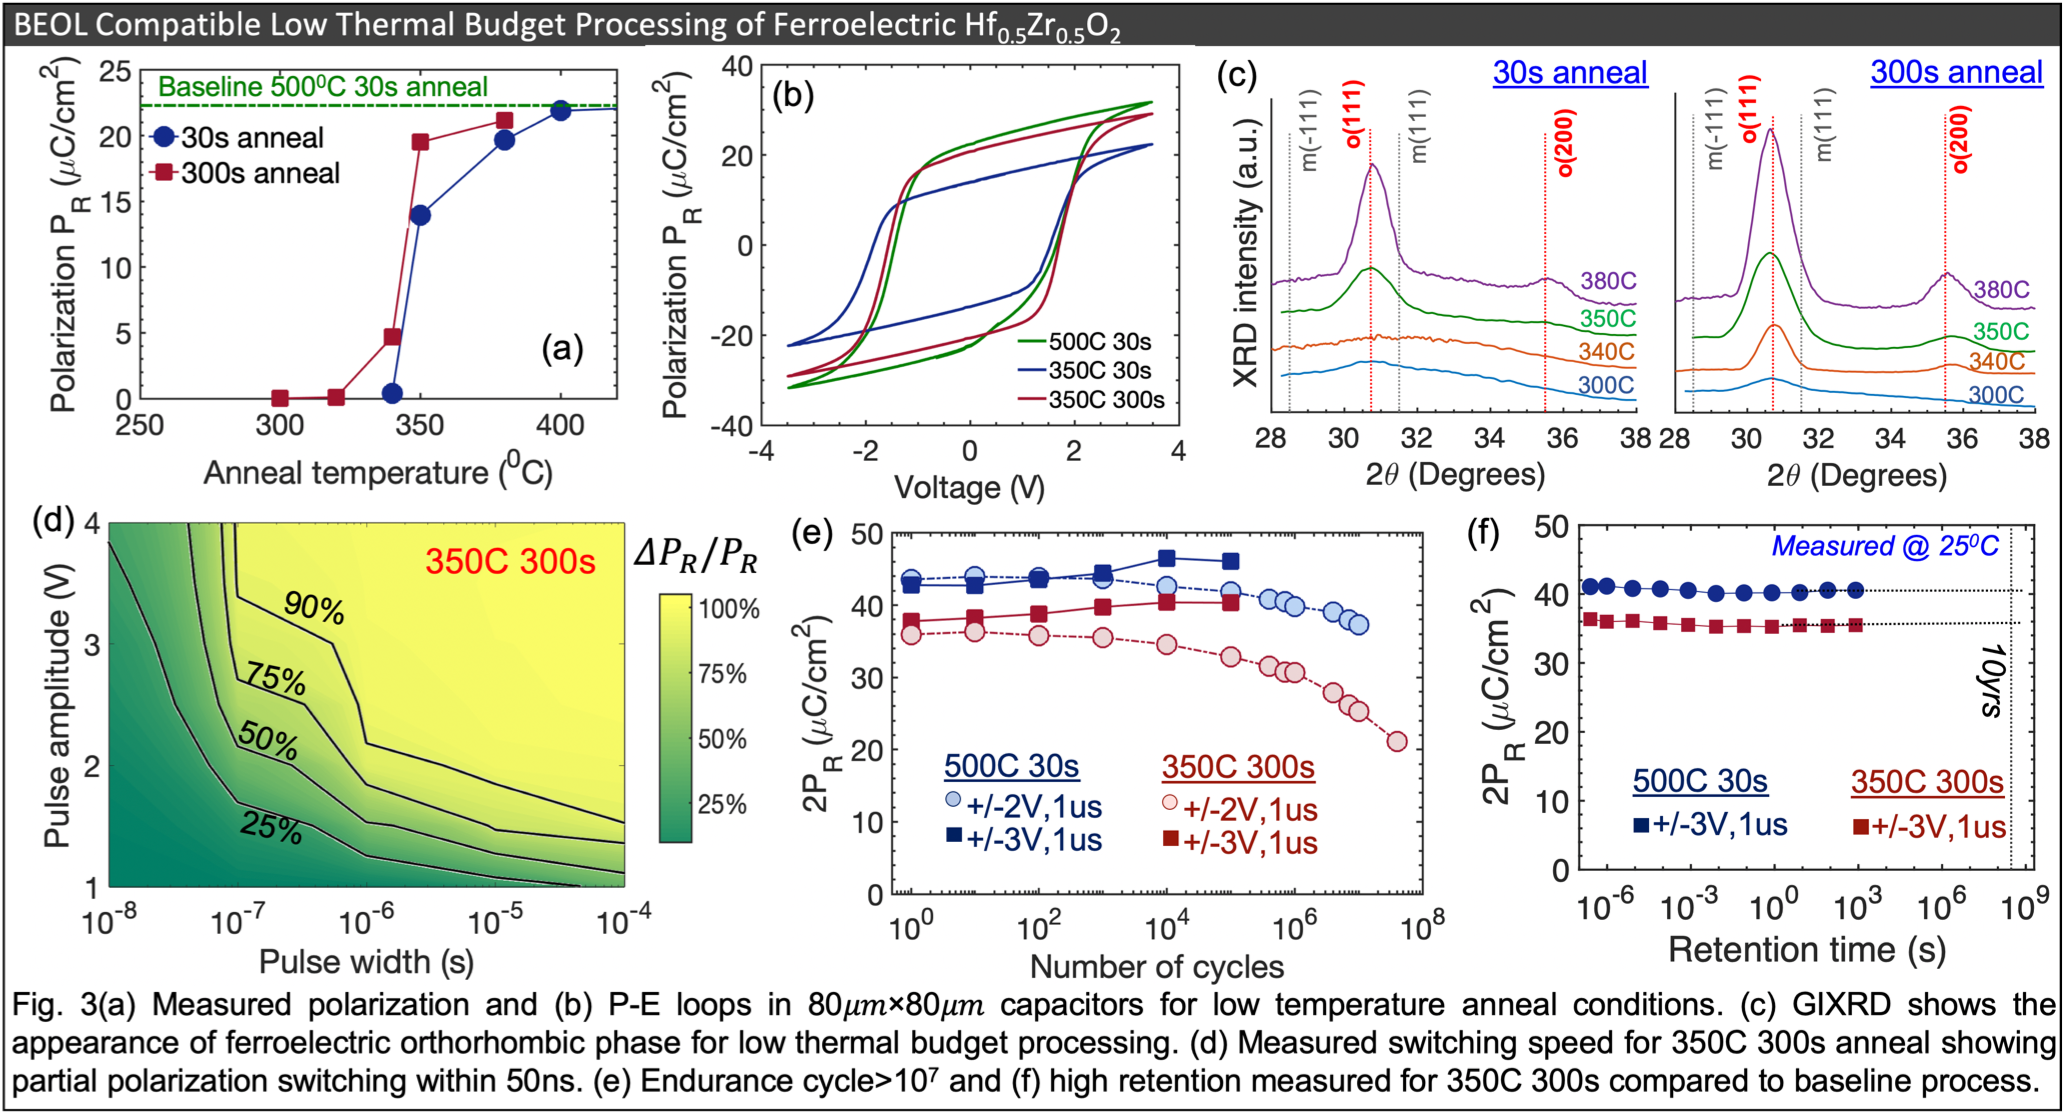 BEOL Compatible Low Thermal Budget Processing of Ferroelectric Hf0.5Zr0.5O2
Polarization PR (μC/cm2)
25
20
15
10
5
0
Baseline 500⁰C 30s anneal
30s anneal
300s anneal
(a)
250 300 350 400
Anneal temperature (⁰C)
Polarization PR (μC/cm2)
40
20
0
-20
-40
(b)
500C 30s
350C 30s
350C 300s
-4 -2 0 2 4
Voltage (V)
(c)
XRD intensity (a.u.)
30s anneal
m(-111)
o(111)
m(111)
o(200)
380C
350C
340C
300C
28 30 32 34 36 38
2θ (Degrees)
300s anneal
m(-111)
o(111)
m(111)
o(200)
380C
350C
340C
300C
28 30 32 34 36 38
2θ (Degrees)
(d)
Pulse amplitude (V)
4
3
2
1
350C 300s
90%
75%
50%
25%
10-8 10-7 10-6 10-5 10-4
Pulse width (s)
ΔPR/PR
100%
75%
50%
25%
(e)
2PR (μC/cm2)
50
40
30
20
10
0
500C 30s
+/-2V,1us
+/-3V,1us
350C 300s
+/-2V,1us
+/-3V,1us
100 102 104 106 108
Number of cycles
(f)
2PR (μC/cm2)
50
40
30
20
10
0
Measured @ 25⁰C
10yrs
500C 30s
+/-3V,1us
350C 300s
+/-3V,1us
10-6 10-3 100 103 106 109
Retention time (s)
Fig. 3(a) Measured polarization and (b) P-E loops in 80μm×80μm capacitors for low temperature anneal conditions. (c) GIXRD shows the
appearance of ferroelectric orthorhombic phase for low thermal budget processing. (d) Measured switching speed for 350C 300s anneal showing
partial polarization switching within 50ns. (e) Endurance cycle>10⁷ and (f) high retention measured for 350C 300s compared to baseline process.